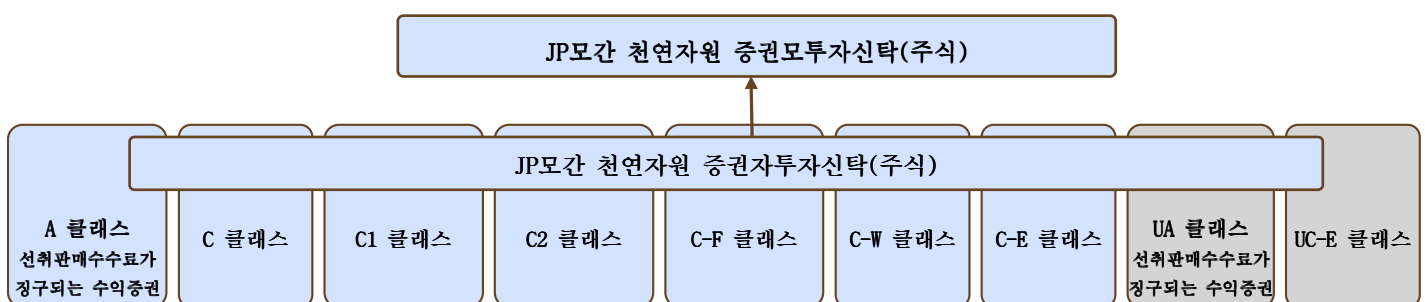 JP모간 천연자원 증권모투자신탁(주식)
JP모간 천연자원 증권자투자신탁(주식)
A 클래스
선취판매수수료가
징구되는 수익증권
C 클래스
C1 클래스
C2 클래스
C-F 클래스
C-W 클래스
C-E 클래스
UA 클래스
선취판매수수료가
징구되는 수익증권
UC-E 클래스